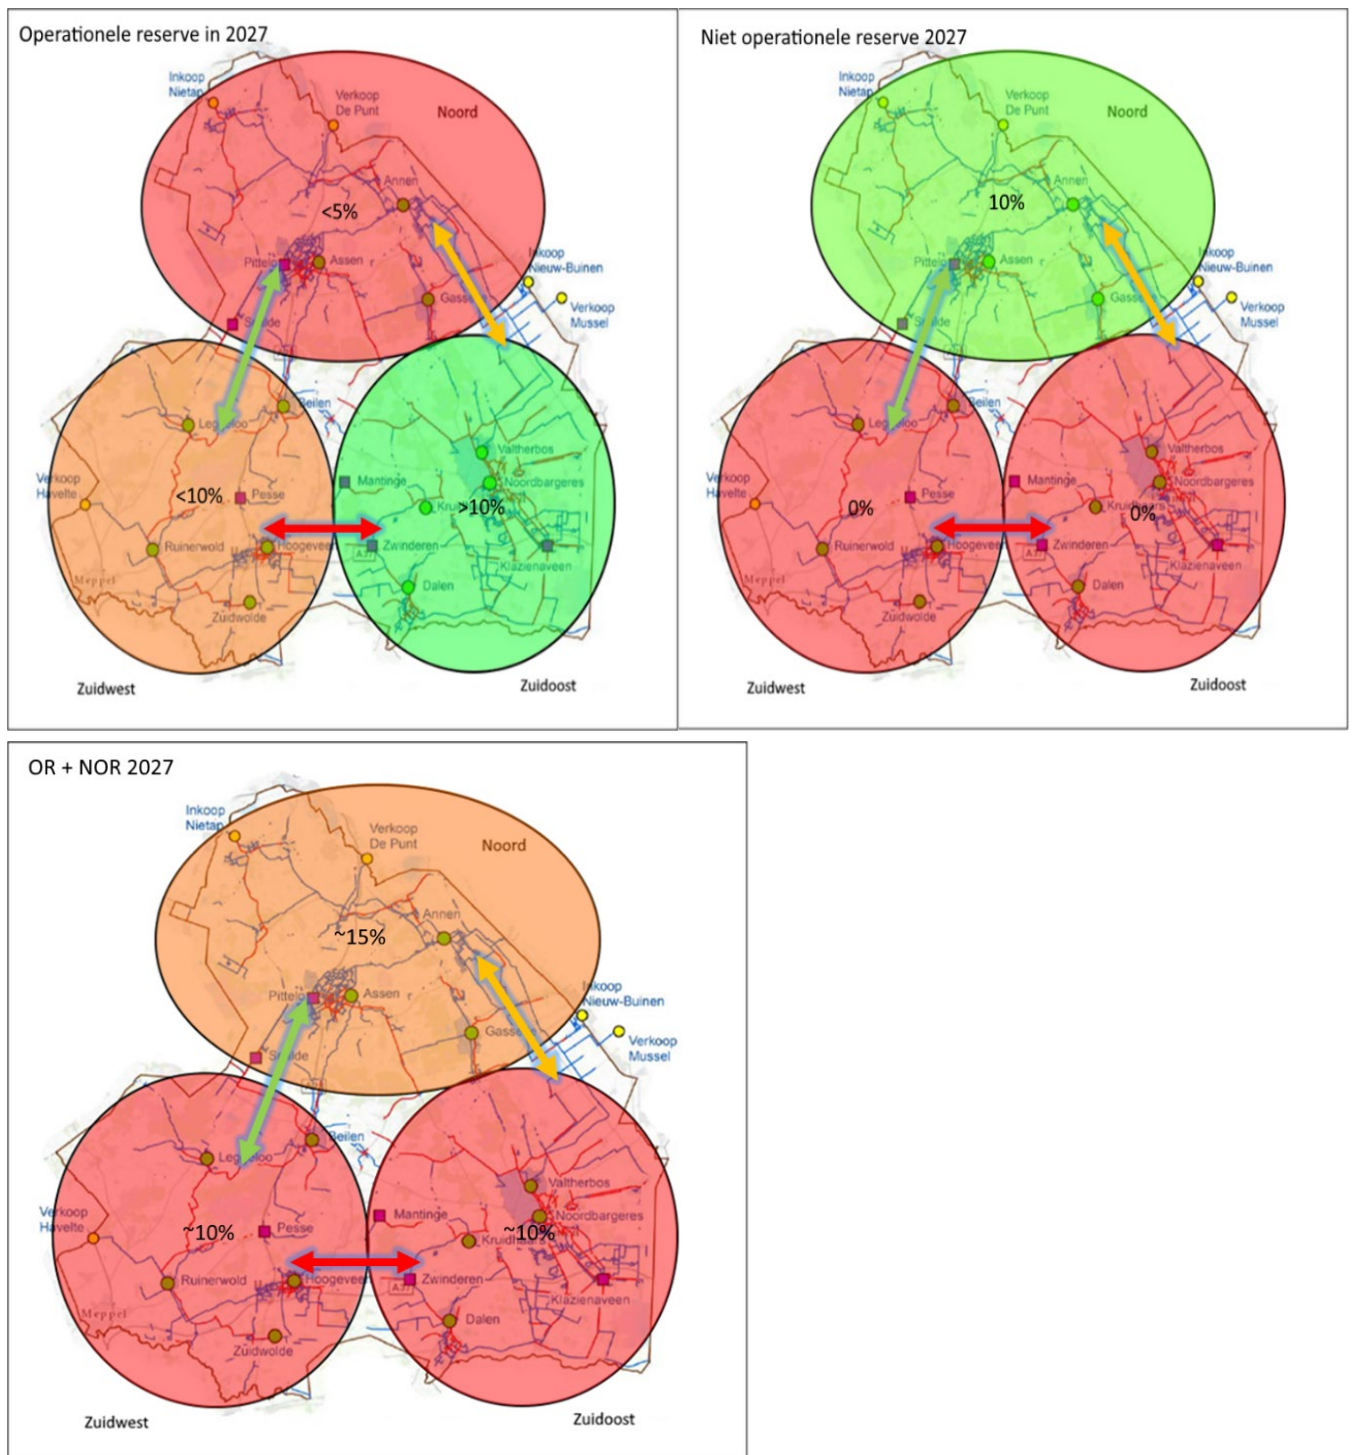 Operationele reserve in 2027
Inkoop
Nietap
Verkoop
De Punt
Noord
Annen
<5%
Assen
Inkoop
Nieuw-Buinen
Verkoop
Mussel
Beilen
Valtherbos
Verkoop
Havelte
<10%
Pesse
Mantinge
Noordbargeres
>10%
Ruinerwold
Hoogeveen
Zwinderen
Klazienaveen
Meppel
Dalen
Zuidwolde
Zuidwest
Zuidoost
Niet operationele reserve 2027
Inkoop
Nietap
Verkoop
De Punt
Noord
Annen
10%
Assen
Inkoop
Nieuw-Buinen
Verkoop
Mussel
Beilen
Valtherbos
Verkoop
Havelte
0%
Pesse
Mantinge
Noordbargeres
0%
Ruinerwold
Hoogeveen
Zwinderen
Klazienaveen
Meppel
Dalen
Zuidwolde
Zuidwest
Zuidoost
OR + NOR 2027
Inkoop
Nietap
Verkoop
De Punt
Noord
Annen
~15%
Assen
Inkoop
Nieuw-Buinen
Verkoop
Mussel
Beilen
Valtherbos
Verkoop
Havelte
~10%
Pesse
Mantinge
Noordbargeres
~10%
Ruinerwold
Hoogeveen
Zwinderen
A37
Klazienaveen
Meppel
Dalen
Zuidwolde
Zuidwest
Zuidoost